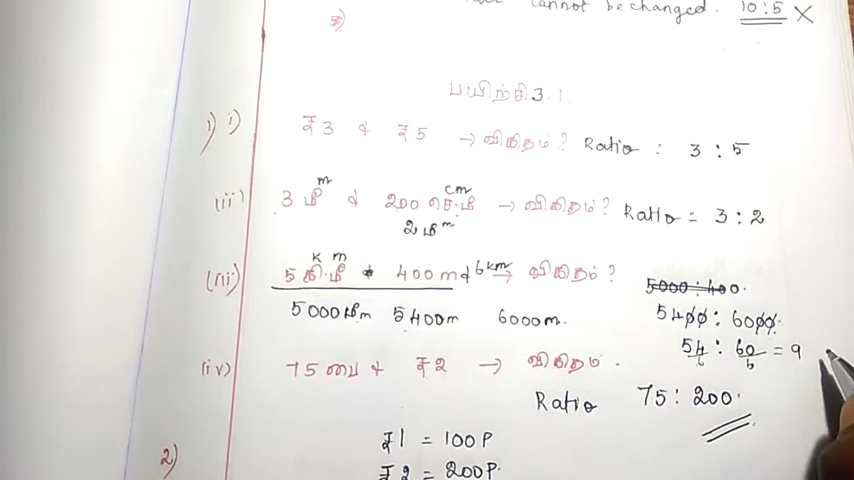 cannot be changed. 10:5 ×
பயிற்சி 3.1
1) i) ₹3 & ₹5 → விகிதம்? Ratio : 3 : 5
m cm
(ii) 3 மீ & 200 செ.மீ → விகிதம்? Ratio = 3 : 2
2 மீ m
k m
(iii) 5 கி.மீ & 400 m & 6 km → விகிதம்? 5000 : 400.
5000 மீ m 5400m 6000m. 5400 : 6000.
54/6 : 60/6 = 9
(iv) 75 பை & ₹2 → விகிதம்.
Ratio 75 : 200.
₹1 = 100P
2) ₹2 = 200P.